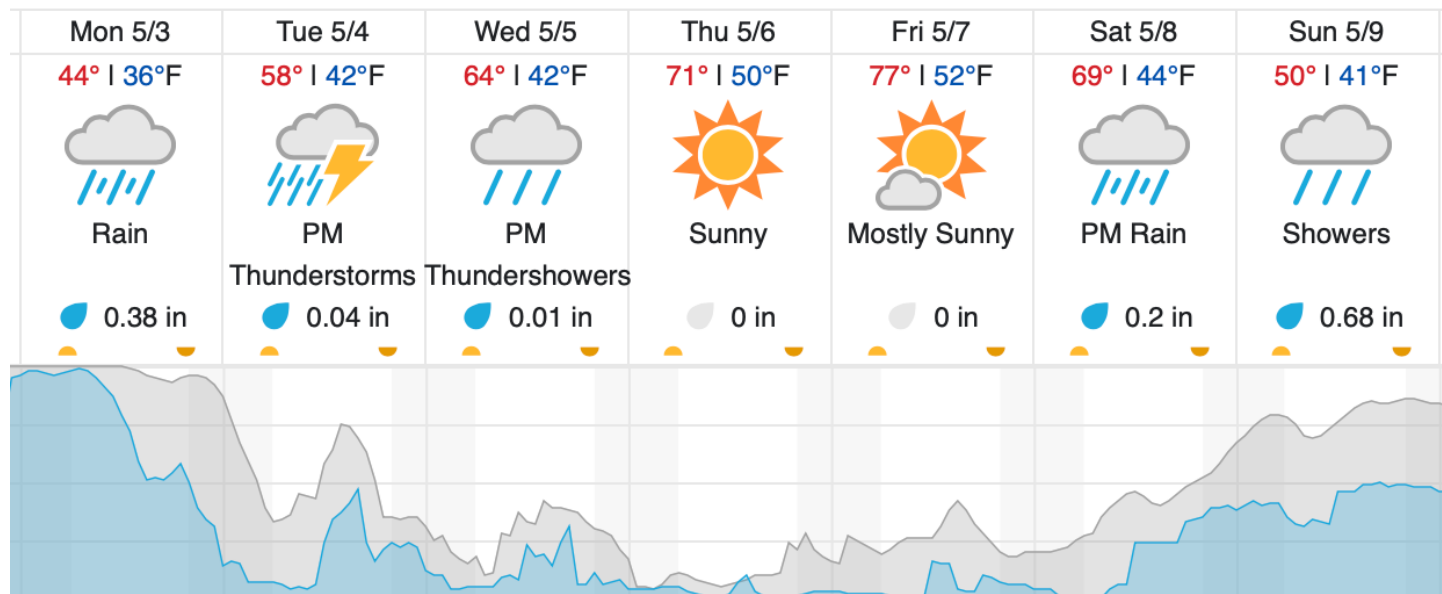 Mon 5/3 Tue 5/4 Wed 5/5 Thu 5/6 Fri 5/7 Sat 5/8 Sun 5/9
44° | 36°F 58° | 42°F 64° | 42°F 71° | 50°F 77° | 52°F 69° | 44°F 50° | 41°F
Rain PM PM Sunny Mostly Sunny PM Rain Showers
Thunderstorms Thundershowers
0.38 in 0.04 in 0.01 in 0 in 0 in 0.2 in 0.68 in